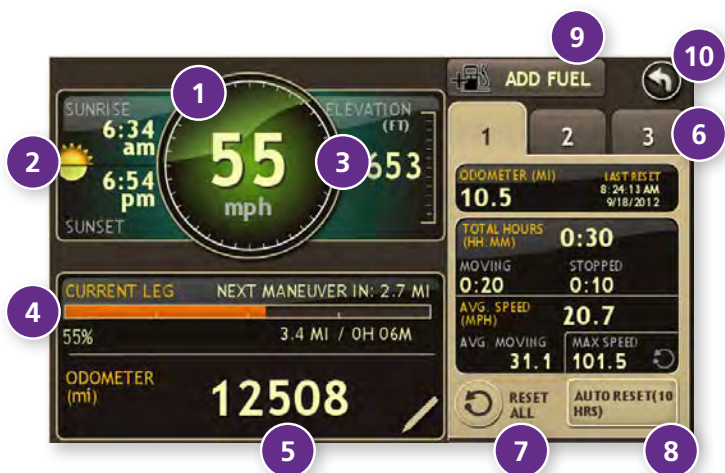 9
10
ADD FUEL
1
SUNRISE
6:34
am
2
6:54
pm
SUNSET
55
mph
3
ELEVATION
(FT)
653
1
2
3
6
ODOMETER (MI)
10.5
LAST RESET
8:24:13 AM
9/18/2012
TOTAL HOURS
(HH:MM)
0:30
MOVING
STOPPED
0:20
0:10
AVG. SPEED
(MPH)
20.7
AVG. MOVING
31.1
MAX SPEED
101.5
4
CURRENT LEG
NEXT MANEUVER IN: 2.7 MI
55%
3.4 MI / 0H 06M
ODOMETER
(mi)
12508
5
RESET
ALL
7
AUTO RESET(10
HRS)
8